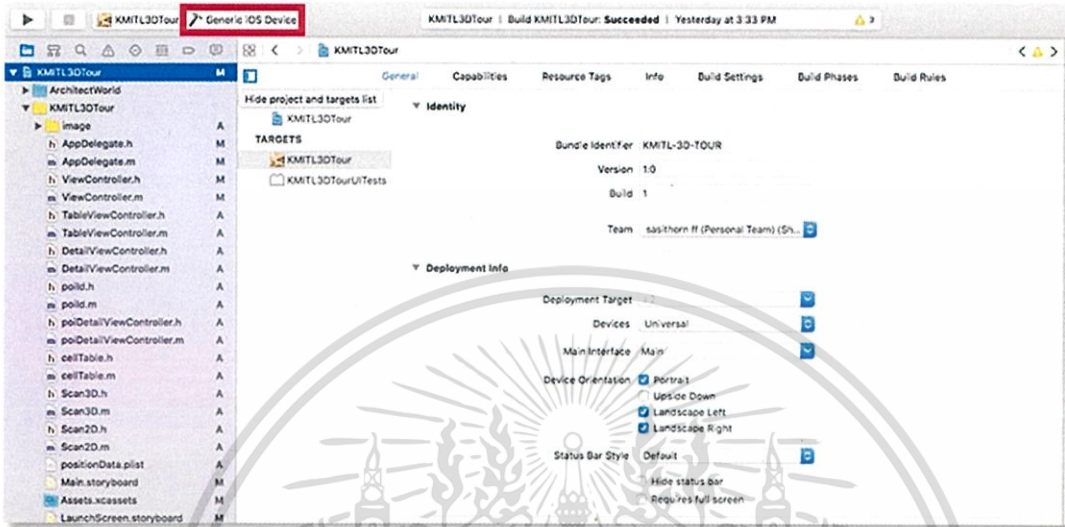 KMITL3DTour Generic iOS Device
KMITL3DTour | Build KMITL3DTour: Succeeded | Yesterday at 3:33 PM
KMITL3DTour
KMITL3DTour M
ArchitectWorld
KMITL3DTour
image A
AppDelegate.h M
AppDelegate.m M
ViewController.h M
ViewController.m M
TableViewController.h A
TableViewController.m A
DetailViewController.h A
DetailViewController.m A
poiId.h A
poiId.m A
poiDetailViewController.h A
poiDetailViewController.m A
cellTable.h A
cellTable.m A
Scan3D.h A
Scan3D.m A
Scan2D.h A
Scan2D.m A
positionData.plist A
Main.storyboard M
Assets.xcassets M
LaunchScreen.storyboard M
General Capabilities Resource Tags Info Build Settings Build Phases Build Rules
Hide project and targets list
KMITL3DTour
TARGETS
KMITL3DTour
KMITL3DTourUITests
Identity
Bundle Identifier KMITL-3D-TOUR
Version 1.0
Build 1
Team sasithorn ff (Personal Team) (Sh...
Deployment Info
Deployment Target
Devices Universal
Main Interface Main
Device Orientation Portrait
Upside Down
Landscape Left
Landscape Right
Status Bar Style Default
Hide status bar
Requires full screen